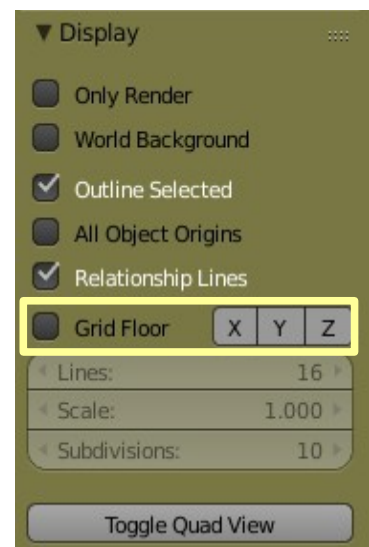 Display
Only Render
World Background
Outline Selected
All Object Origins
Relationship Lines
Grid Floor X Y Z
Lines: 16
Scale: 1.000
Subdivisions: 10
Toggle Quad View